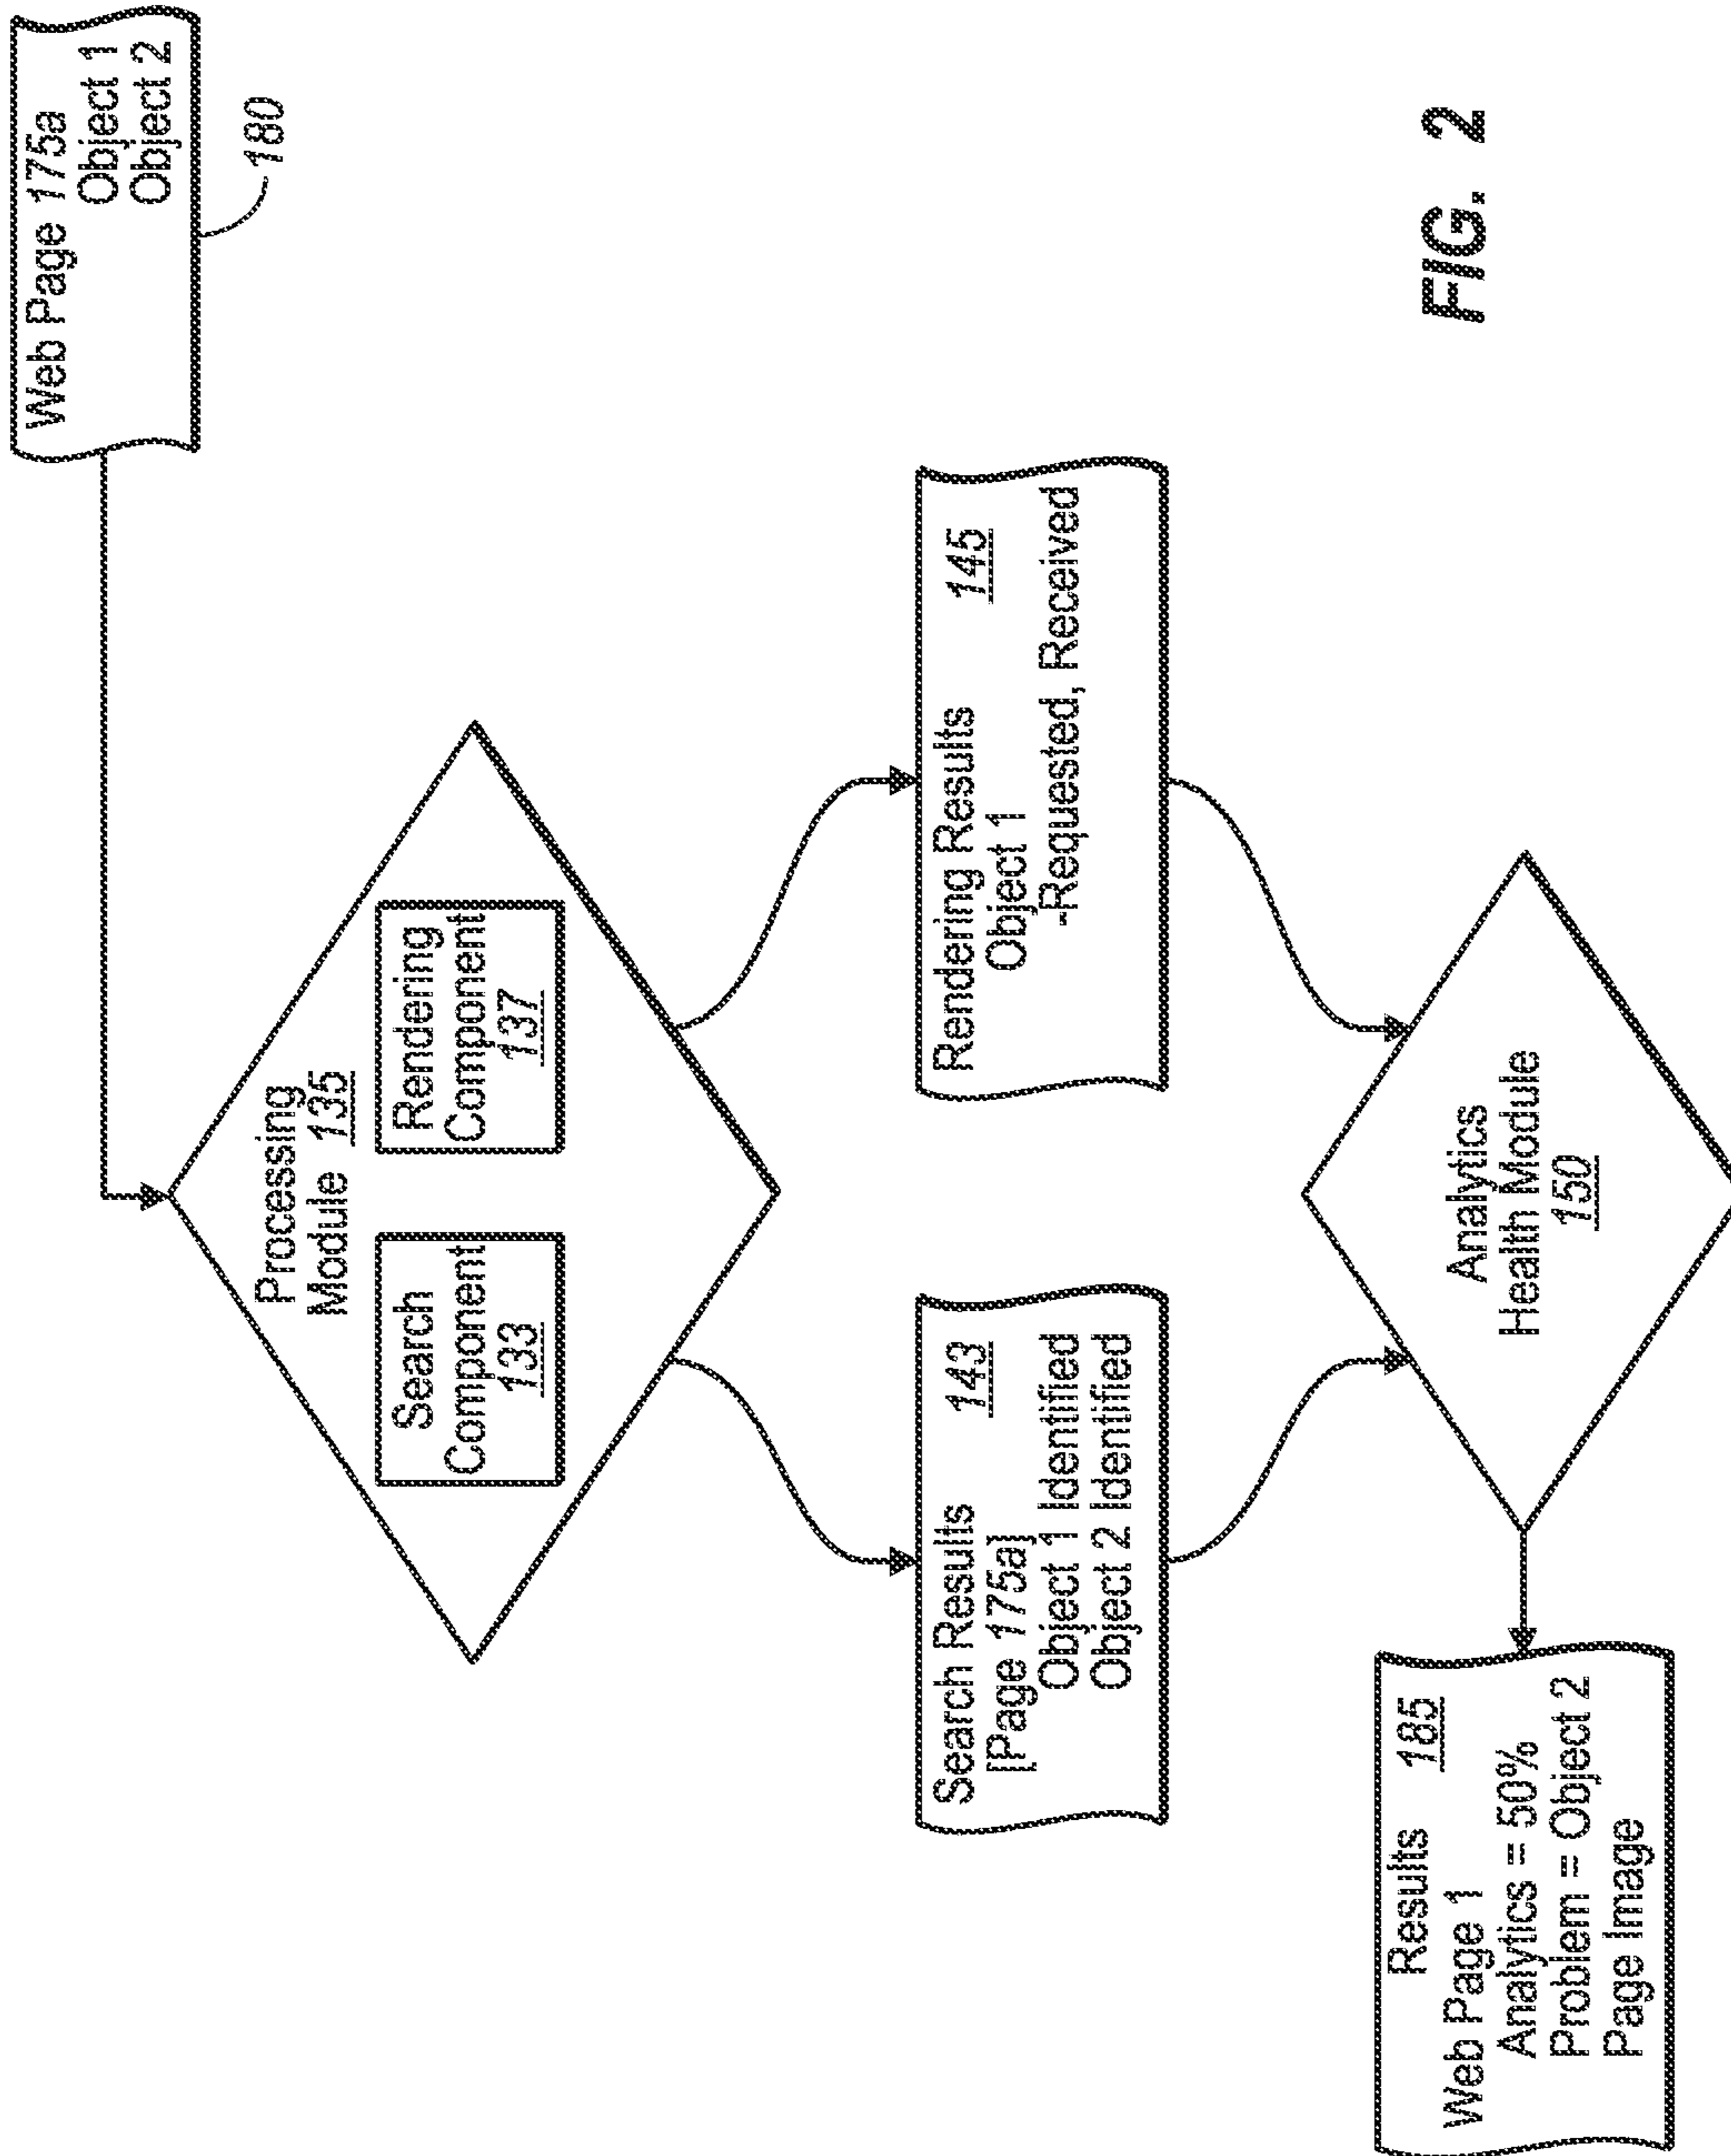 Web Page 175a
Object 1
Object 2
180
Processing
Module 135
Search
Component
133
Rendering
Component
137
Search Results 143
[Page 175a]
Object 1 Identified
Object 2 Identified
Rendering Results 145
Object 1
-Requested, Received
Analytics
Health Module
150
Results 185
Web Page 1
Analytics = 50%
Problem = Object 2
Page Image
FIG. 2